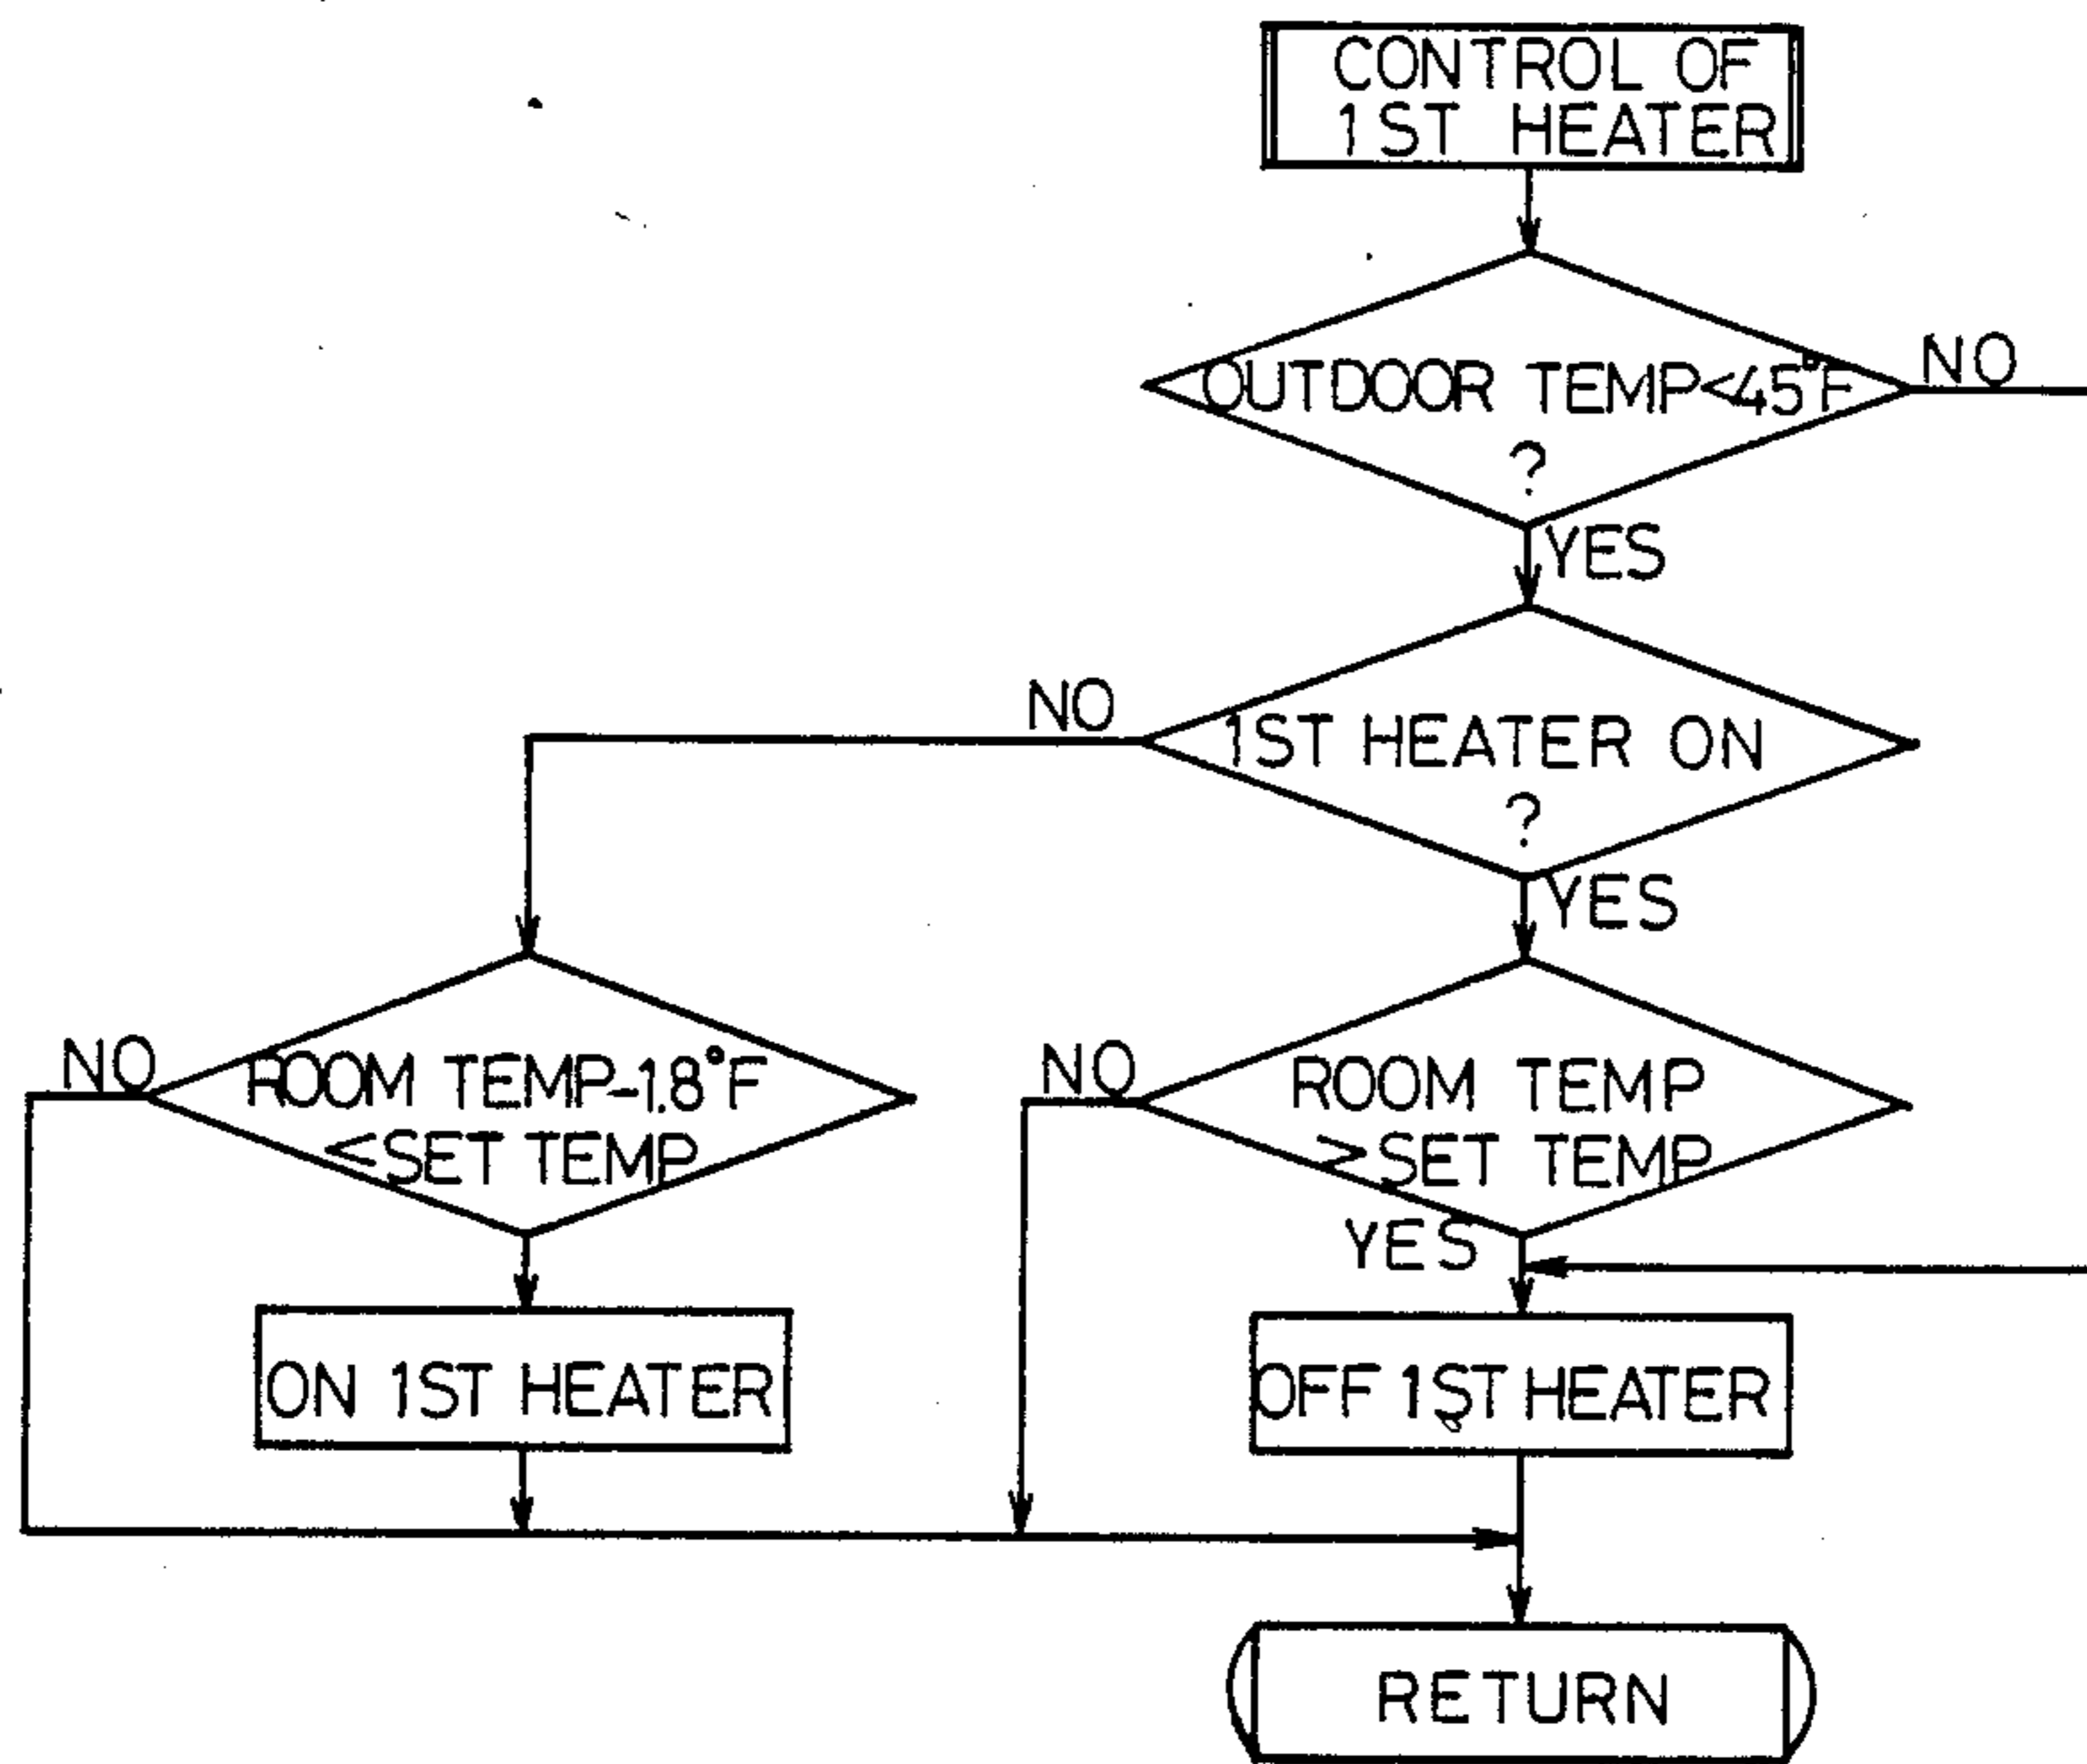 CONTROL OF
1ST HEATER
OUTDOOR TEMP<45°F
?
NO
YES
1ST HEATER ON
?
NO
YES
ROOM TEMP-1.8°F
<SET TEMP
NO
ROOM TEMP
≥SET TEMP
NO
YES
ON 1ST HEATER
OFF 1ST HEATER
RETURN